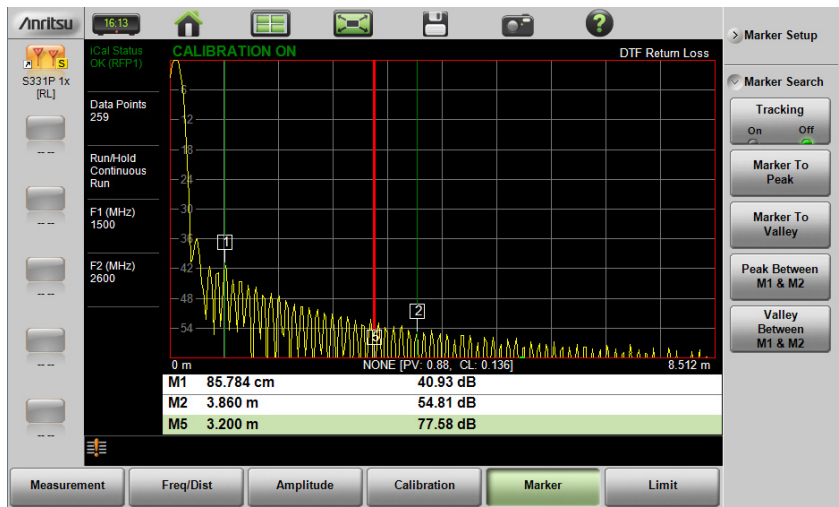 Anritsu
16:13
?
iCal Status
OK (RFP1)
CALIBRATION ON
DTF Return Loss
S331P 1x
[RL]
S
Data Points
259
Run/Hold
Continuous
Run
F1 (MHz)
1500
F2 (MHz)
2600
-- --
-- --
-- --
-- --
-- --
6
12
18
24
30
36
42
48
54
1
2
5
0 m
NONE [PV: 0.88, CL: 0.136]
8.512 m
M1 85.784 cm 40.93 dB
M2 3.860 m 54.81 dB
M5 3.200 m 77.58 dB
Marker Setup
Marker Search
Tracking
On Off
Marker To
Peak
Marker To
Valley
Peak Between
M1 & M2
Valley
Between
M1 & M2
Measurement
Freq/Dist
Amplitude
Calibration
Marker
Limit